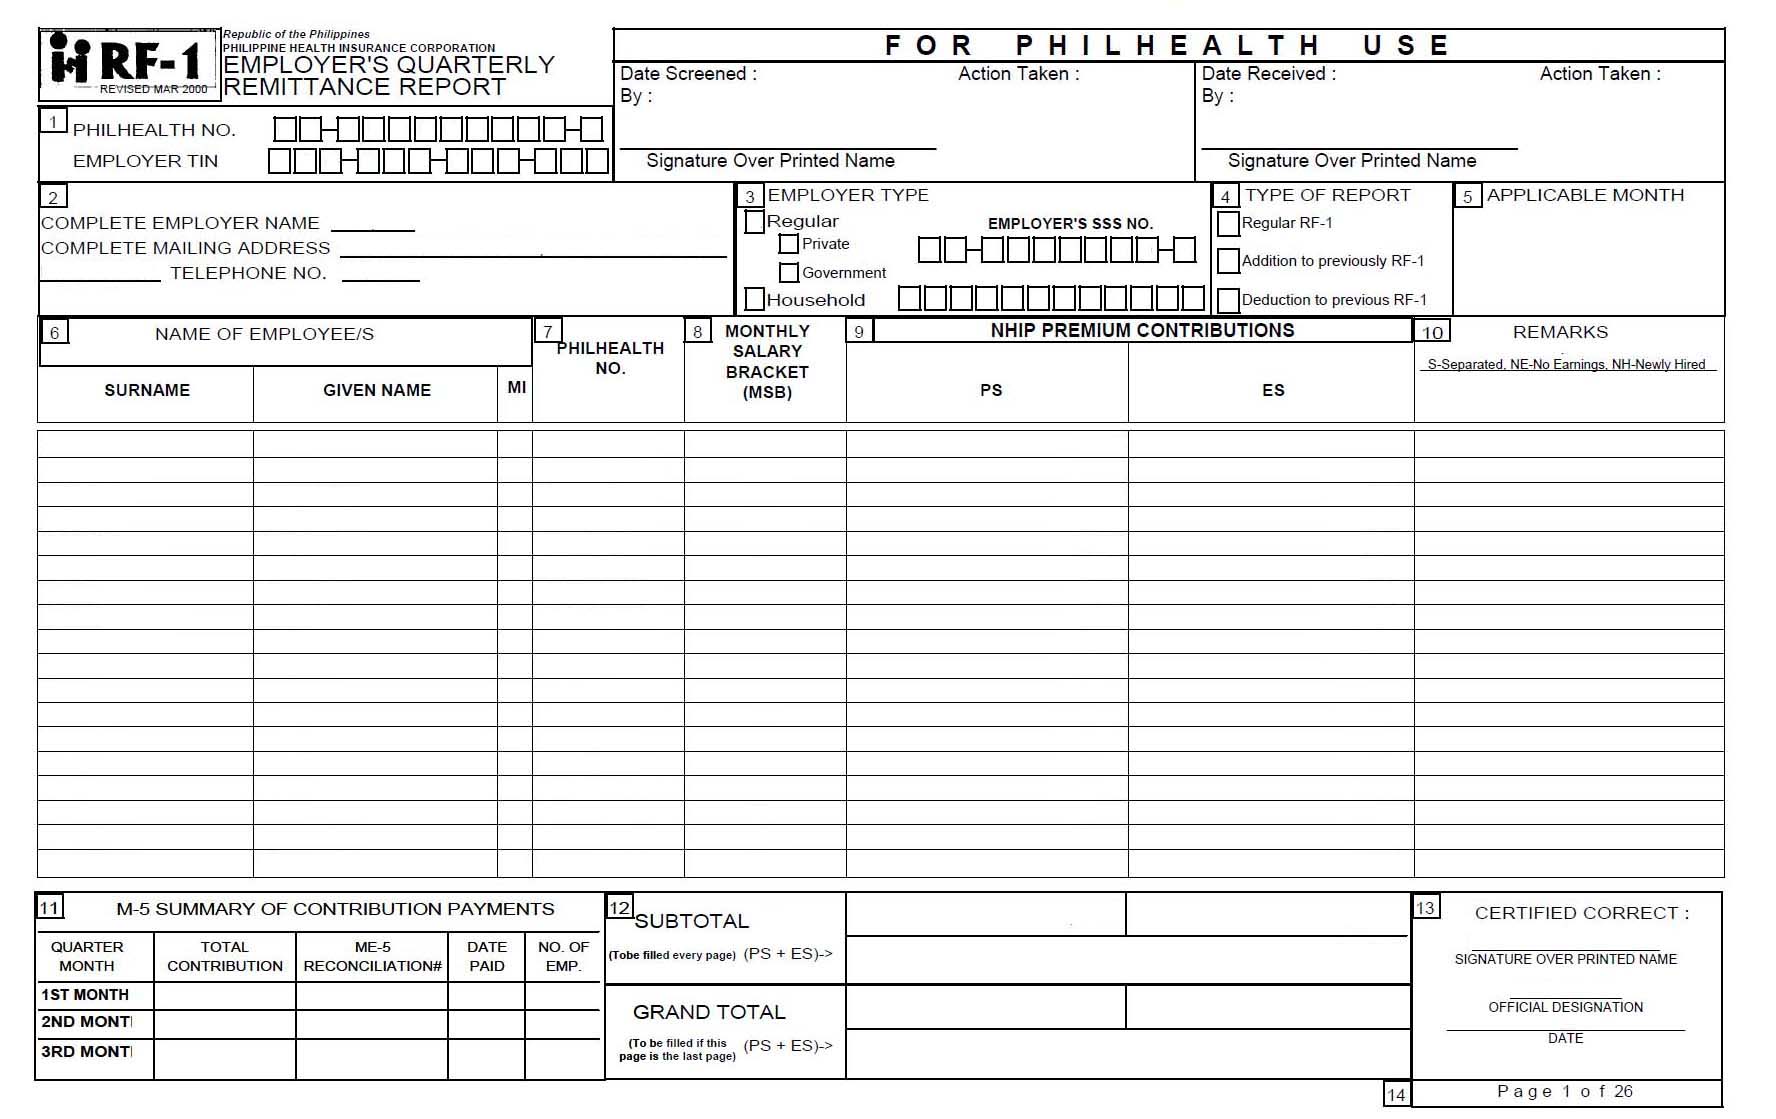 RF-1
REVISED MAR 2000
Republic of the Philippines
PHILIPPINE HEALTH INSURANCE CORPORATION
EMPLOYER'S QUARTERLY
REMITTANCE REPORT
FOR PHILHEALTH USE
Date Screened : Action Taken :
By :
Signature Over Printed Name
Date Received : Action Taken :
By :
Signature Over Printed Name
1
PHILHEALTH NO.
EMPLOYER TIN
2
COMPLETE EMPLOYER NAME
COMPLETE MAILING ADDRESS
TELEPHONE NO.
3 EMPLOYER TYPE
Regular
Private
Government
Household
EMPLOYER'S SSS NO.
4 TYPE OF REPORT
Regular RF-1
Addition to previously RF-1
Deduction to previous RF-1
5 APPLICABLE MONTH
6 NAME OF EMPLOYEE/S
SURNAME GIVEN NAME MI
7
PHILHEALTH
NO.
8 MONTHLY
SALARY
BRACKET
(MSB)
9 NHIP PREMIUM CONTRIBUTIONS
PS ES
10 REMARKS
S-Separated, NE-No Earnings, NH-Newly Hired
11 M-5 SUMMARY OF CONTRIBUTION PAYMENTS
QUARTER
MONTH
TOTAL
CONTRIBUTION
ME-5
RECONCILIATION#
DATE
PAID
NO. OF
EMP.
1ST MONTH
2ND MONT
3RD MONT
12 SUBTOTAL
(Tobe filled every page) (PS + ES)->
GRAND TOTAL
(To be filled if this
page is the last page) (PS + ES)->
13 CERTIFIED CORRECT :
SIGNATURE OVER PRINTED NAME
OFFICIAL DESIGNATION
DATE
14 Page 1 of 26